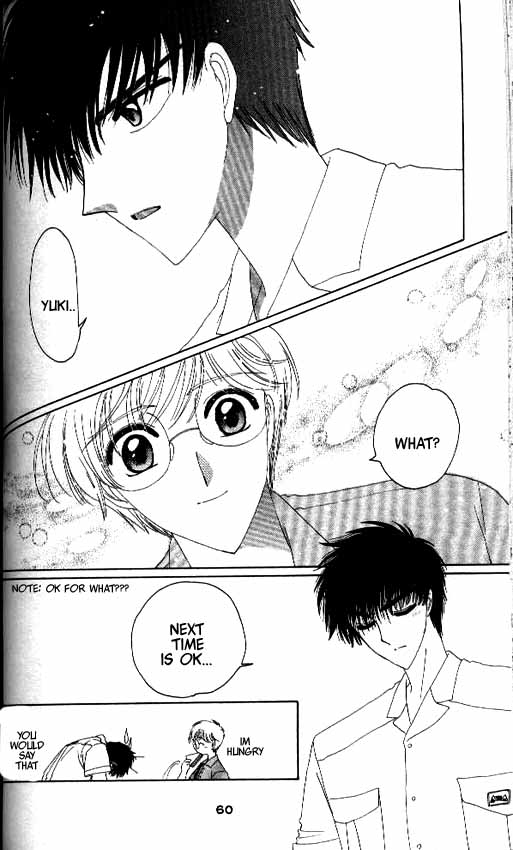 YUKI..
WHAT?
NOTE: OK FOR WHAT???
NEXT
TIME
IS OK...
IM
HUNGRY
YOU
WOULD
SAY
THAT
60